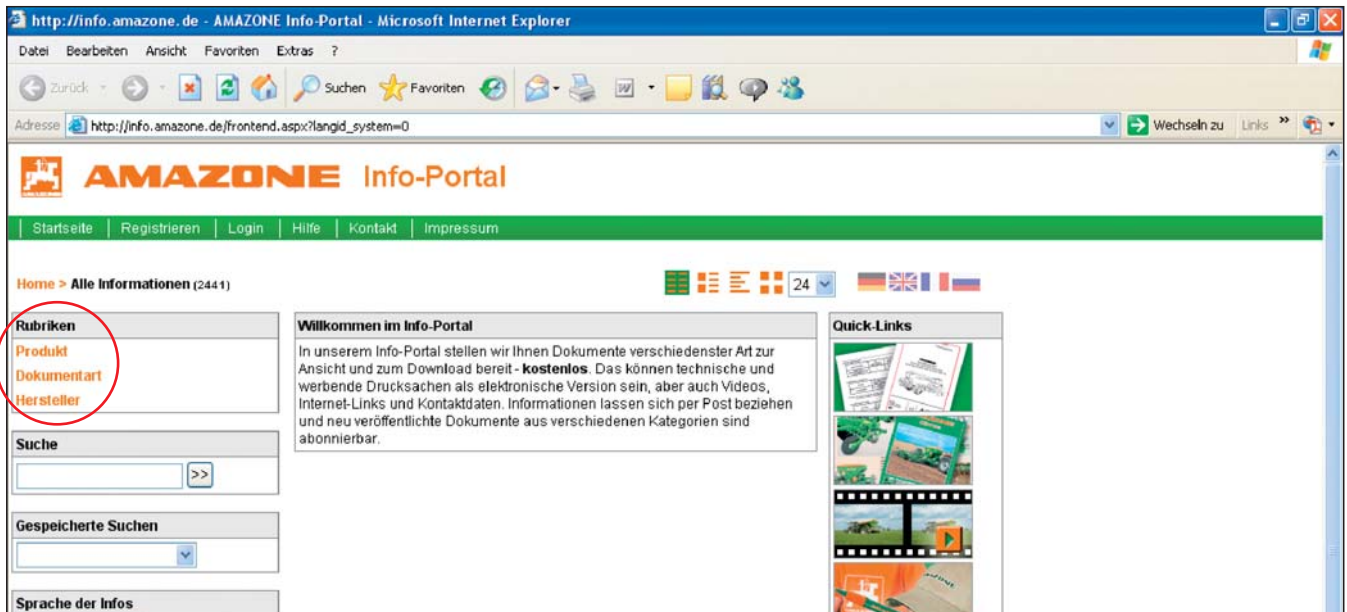 http://info.amazone.de - AMAZONE Info-Portal - Microsoft Internet Explorer
Datei Bearbeiten Ansicht Favoriten Extras ?
Zurück Suchen Favoriten
Adresse http://info.amazone.de/frontend.aspx?langid_system=0 Wechseln zu Links »
AMAZONE Info-Portal
Startseite | Registrieren | Login | Hilfe | Kontakt | Impressum
Home > Alle Informationen (2441) 24
Rubriken
Produkt
Dokumentart
Hersteller
Suche
>>
Gespeicherte Suchen
Sprache der Infos
Willkommen im Info-Portal
In unserem Info-Portal stellen wir Ihnen Dokumente verschiedenster Art zur
Ansicht und zum Download bereit - kostenlos. Das können technische und
werbende Drucksachen als elektronische Version sein, aber auch Videos,
Internet-Links und Kontaktdaten. Informationen lassen sich per Post beziehen
und neu veröffentlichte Dokumente aus verschiedenen Kategorien sind
abonnierbar.
Quick-Links